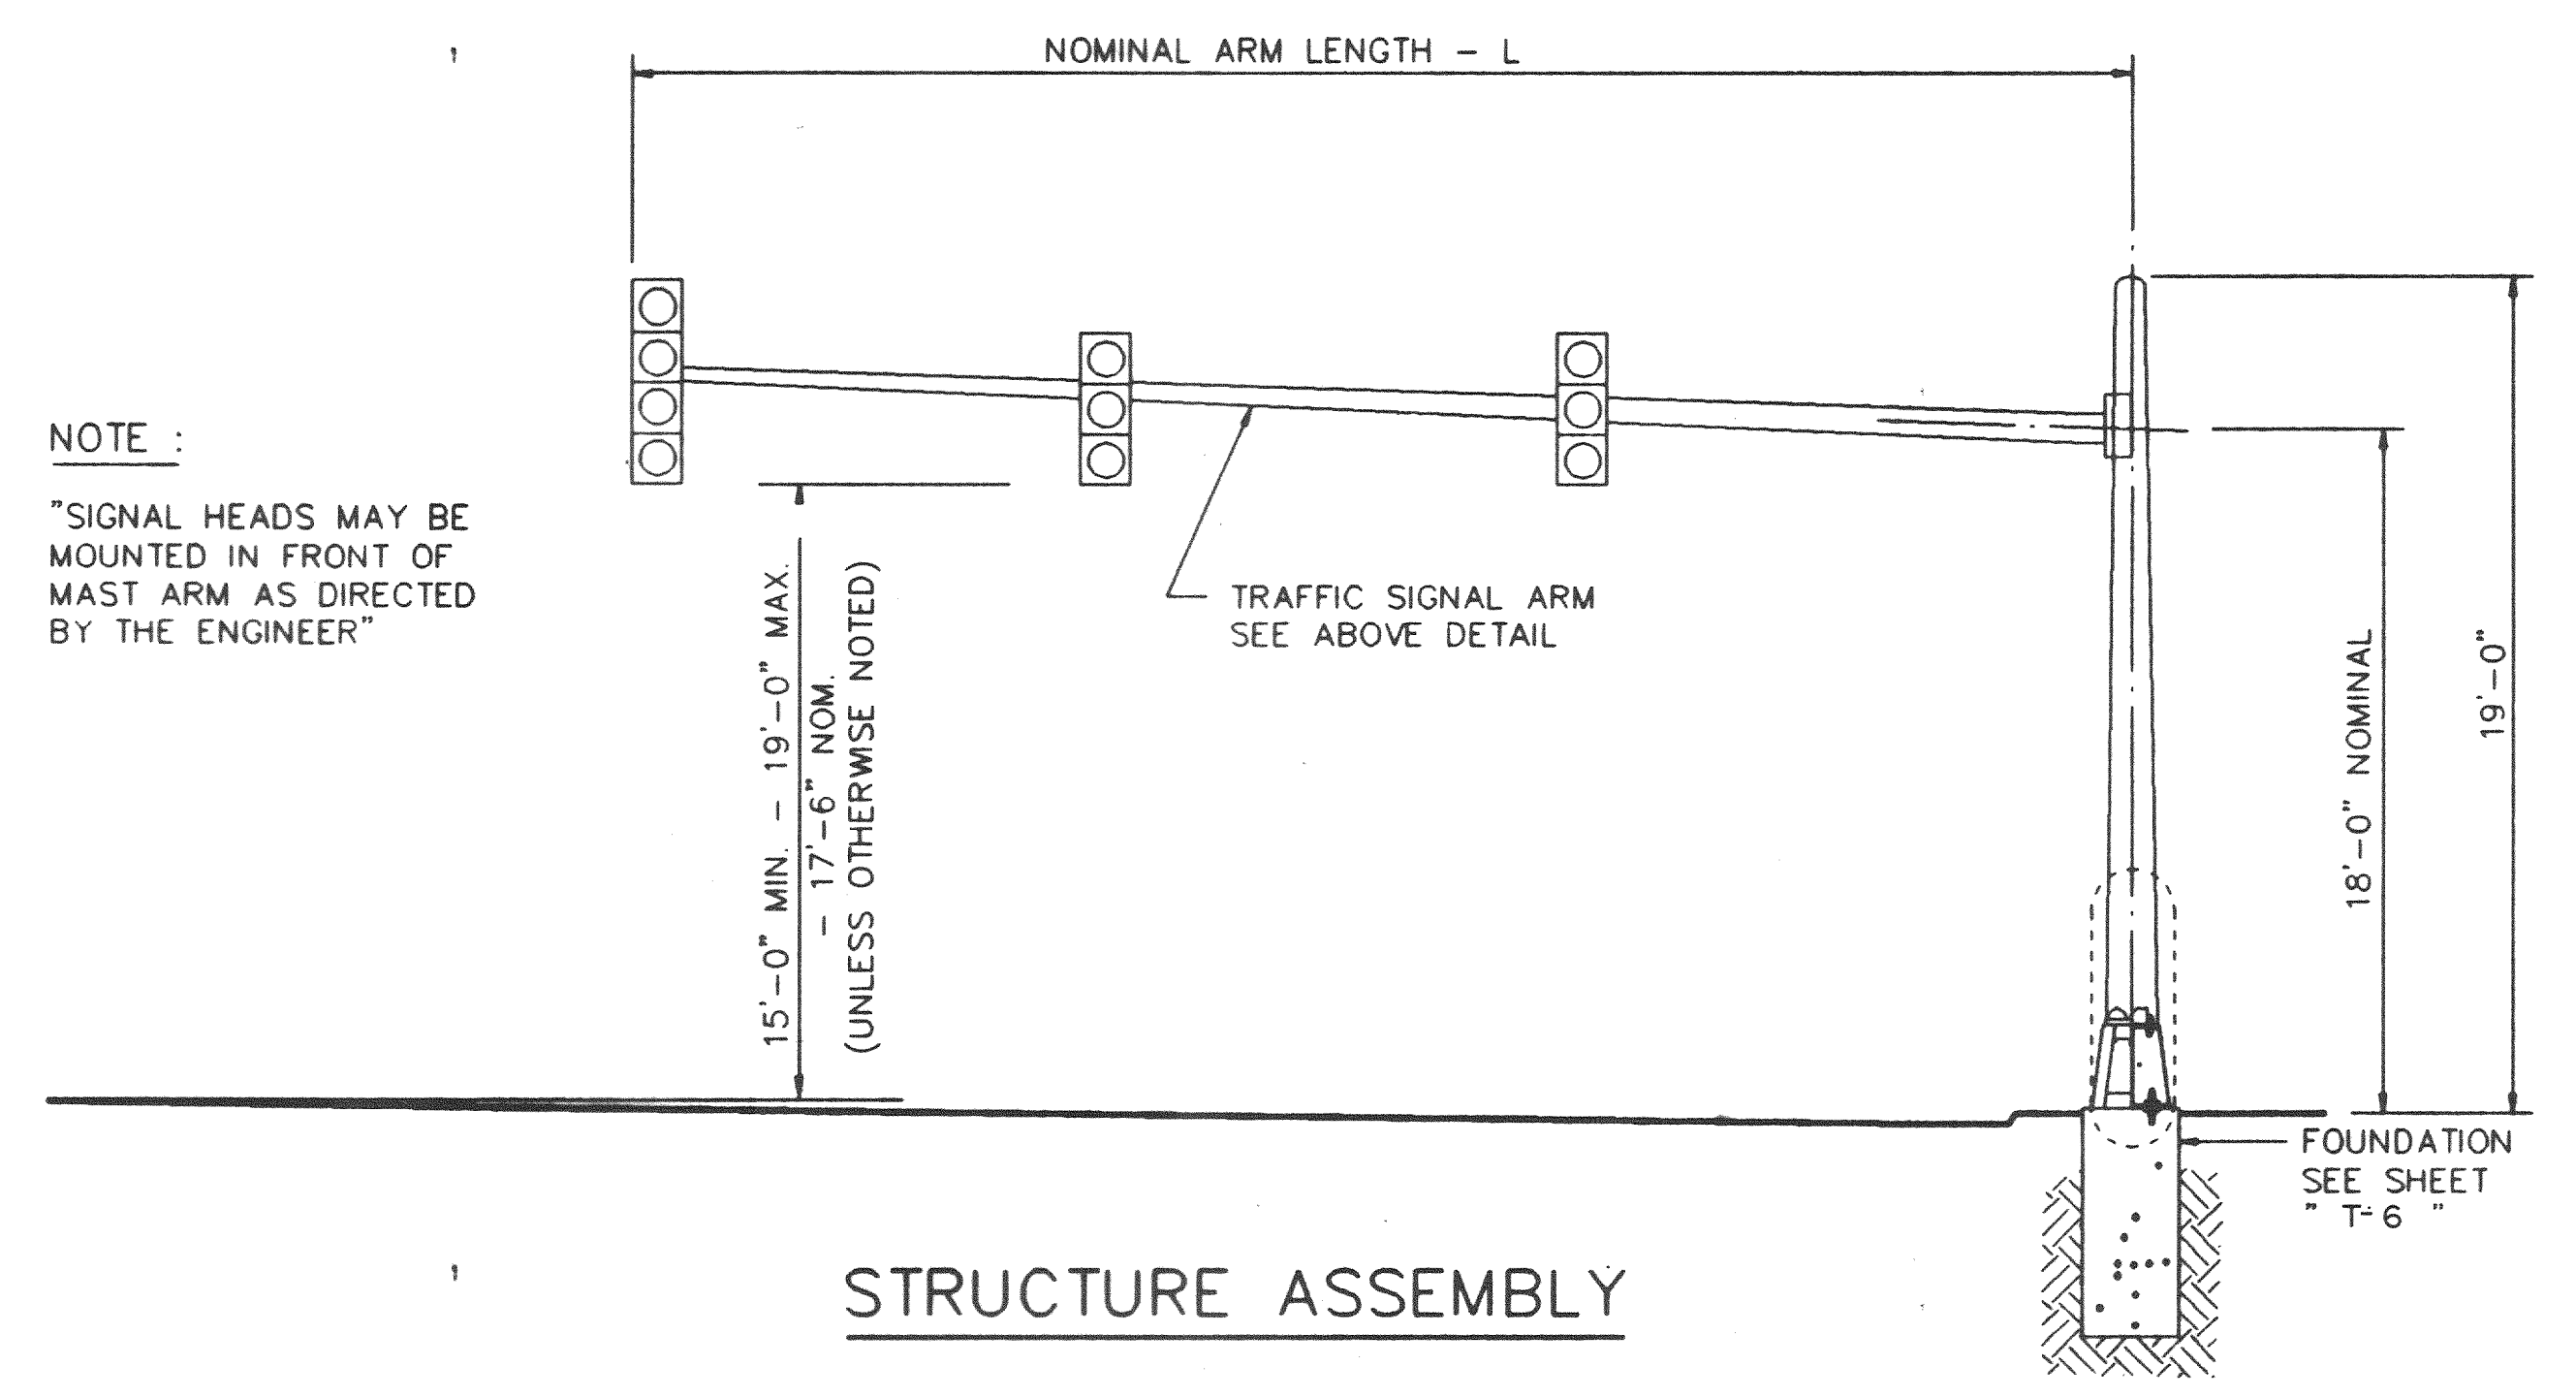 NOMINAL ARM LENGTH - L
NOTE :
"SIGNAL HEADS MAY BE
MOUNTED IN FRONT OF
MAST ARM AS DIRECTED
BY THE ENGINEER"
15'-0" MIN. - 19'-0" MAX.
- 17'-6" NOM.
(UNLESS OTHERWISE NOTED)
TRAFFIC SIGNAL ARM
SEE ABOVE DETAIL
18'-0" NOMINAL
19'-0"
FOUNDATION
SEE SHEET
" T-6 "
STRUCTURE ASSEMBLY